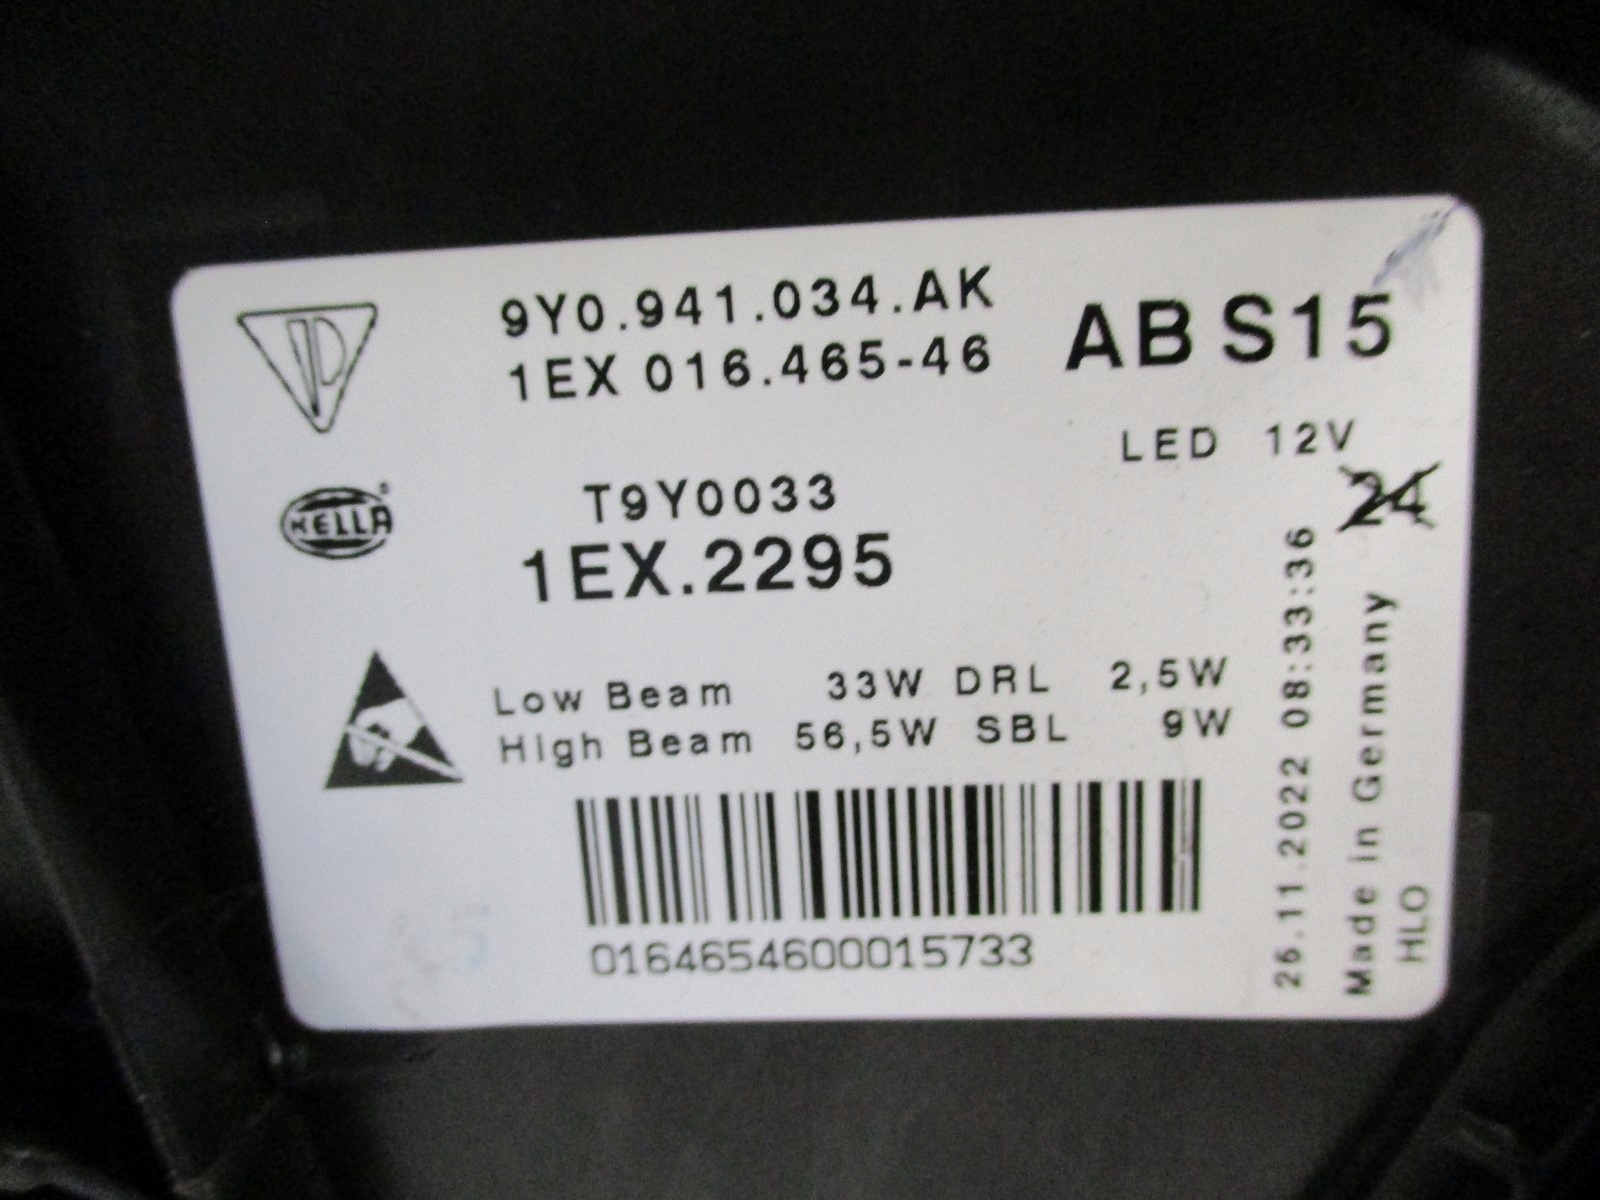 9Y0.941.034.AK
1EX 016.465-46
AB S15
LED 12V
24
HELLA
T9Y0033
1EX.2295
Low Beam 33W DRL 2,5W
High Beam 56,5W SBL 9W
0164654600015733
26.11.2022 08:33:36
Made in Germany
HLO